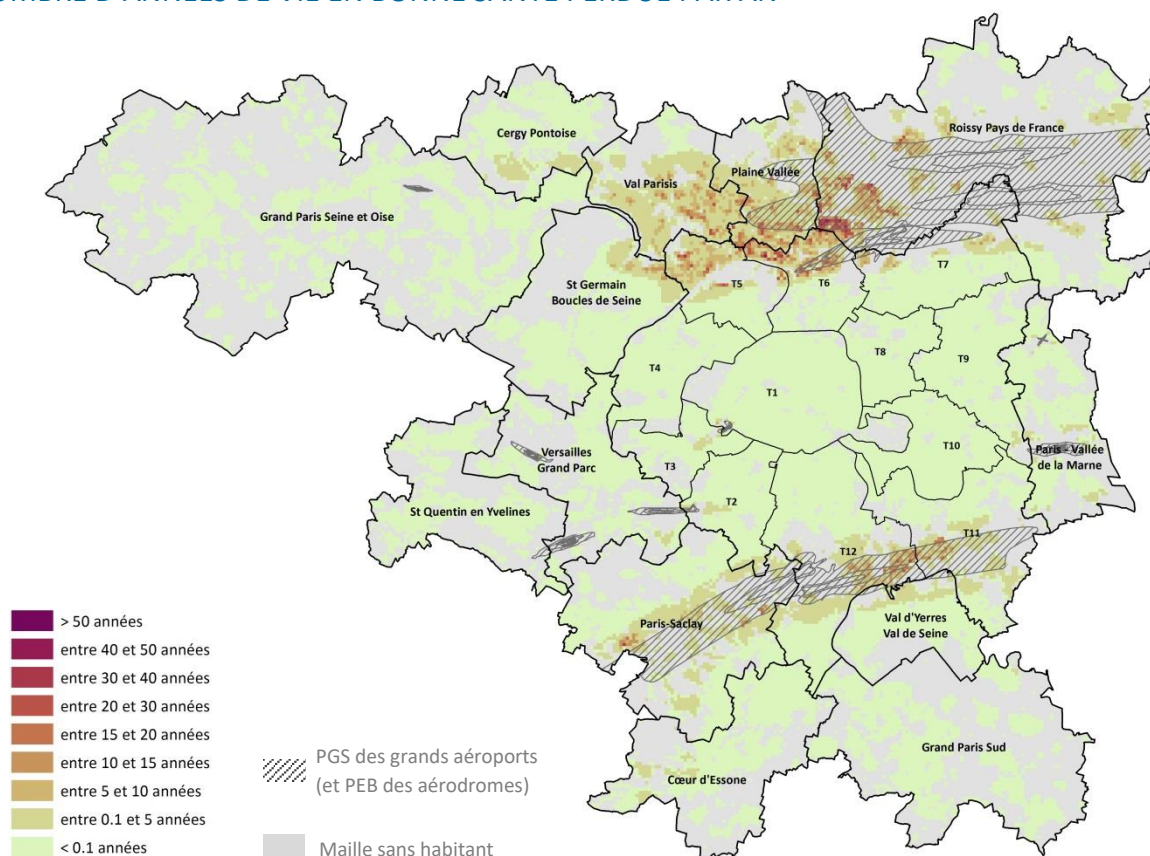 D'ANNÉES DE VIE EN BONNE SANTÉ PERDUE PAR AN
Cergy Pontoise
Roissy Pays de France
Plaine Vallée
Val Parisis
Grand Paris Seine et Oise
St Germain
Boucles de Seine
T5
T6
T7
T4
T8
T9
T1
Versailles
Grand Parc
T3
T10
Paris - Vallée
de la Marne
T2
St Quentin en Yvelines
T11
T12
Paris-Saclay
Val d'Yerres
Val de Seine
Grand Paris Sud
Cœur d'Essone
> 50 années
entre 40 et 50 années
entre 30 et 40 années
entre 20 et 30 années
entre 15 et 20 années
entre 10 et 15 années
entre 5 et 10 années
entre 0.1 et 5 années
< 0.1 années
PGS des grands aéroports
(et PEB des aérodromes)
Maille sans habitant